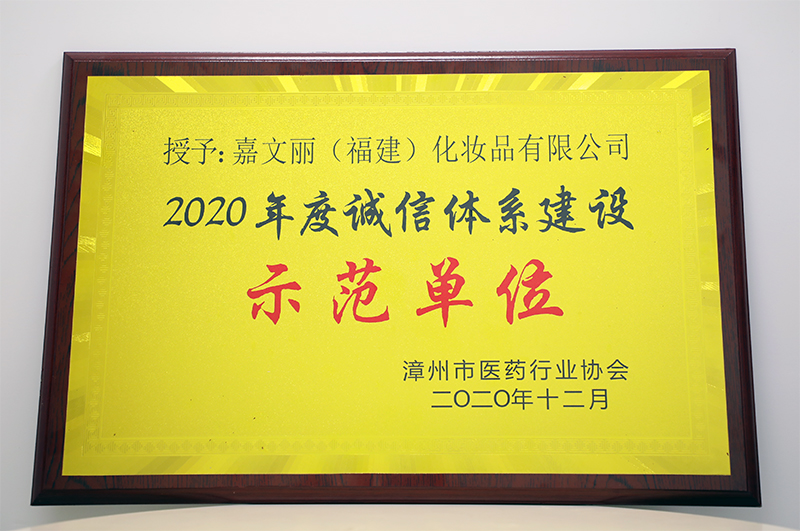 授予:嘉文丽（福建）化妆品有限公司
2020年度诚信体系建设
示范单位
漳州市医药行业协会
二〇二〇年十二月